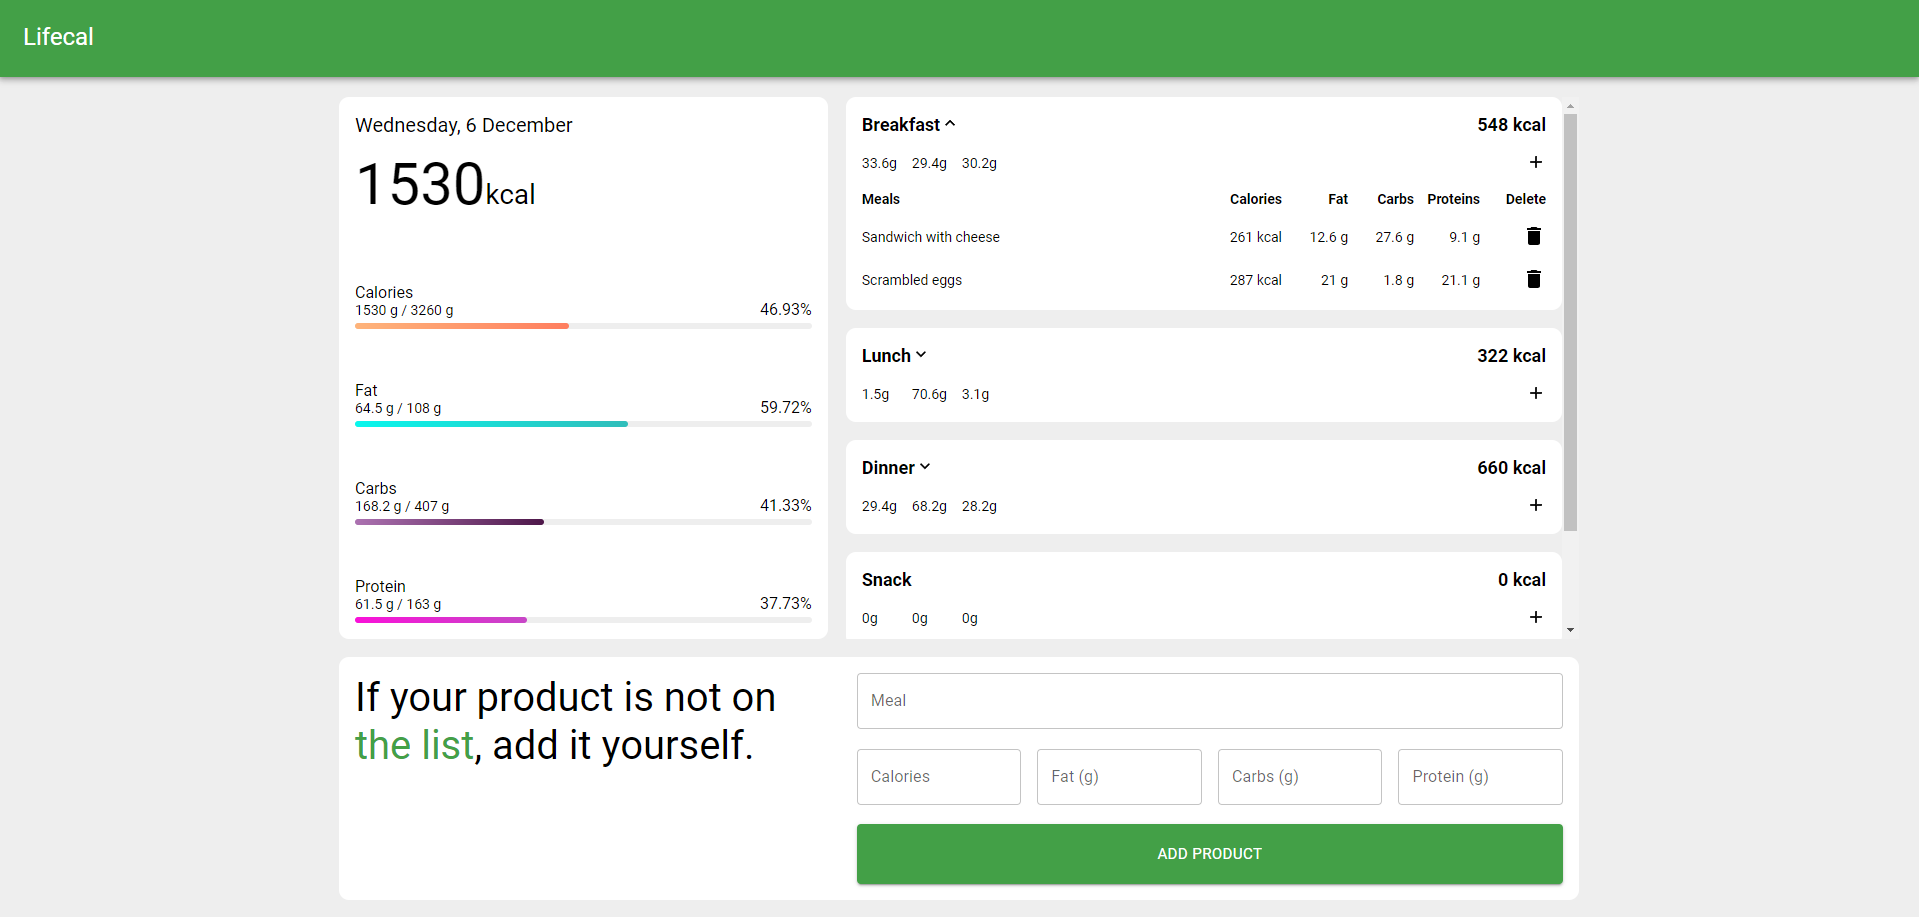 Lifecal
Wednesday, 6 December
1530kcal
Calories
1530 g / 3260 g 46.93%
Fat
64.5 g / 108 g 59.72%
Carbs
168.2 g / 407 g 41.33%
Protein
61.5 g / 163 g 37.73%
Breakfast 548 kcal
33.6g 29.4g 30.2g +
Meals Calories Fat Carbs Proteins Delete
Sandwich with cheese 261 kcal 12.6 g 27.6 g 9.1 g
Scrambled eggs 287 kcal 21 g 1.8 g 21.1 g
Lunch 322 kcal
1.5g 70.6g 3.1g +
Dinner 660 kcal
29.4g 68.2g 28.2g +
Snack 0 kcal
0g 0g 0g +
If your product is not on
the list, add it yourself.
Meal
Calories Fat (g) Carbs (g) Protein (g)
ADD PRODUCT